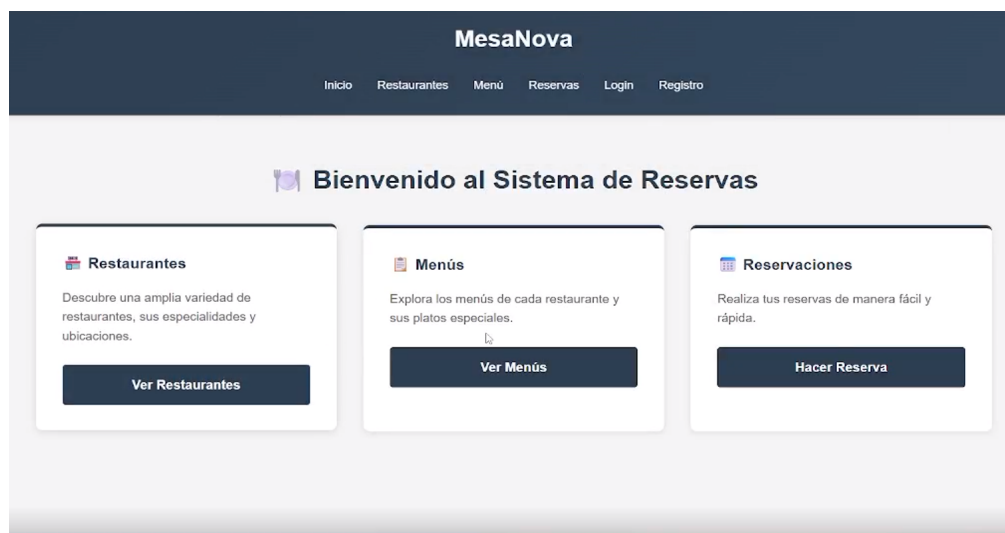 MesaNova
Inicio Restaurantes Menú Reservas Login Registro
Bienvenido al Sistema de Reservas
Restaurantes
Descubre una amplia variedad de
restaurantes, sus especialidades y
ubicaciones.
Ver Restaurantes
Menús
Explora los menús de cada restaurante y
sus platos especiales.
Ver Menús
Reservaciones
Realiza tus reservas de manera fácil y
rápida.
Hacer Reserva